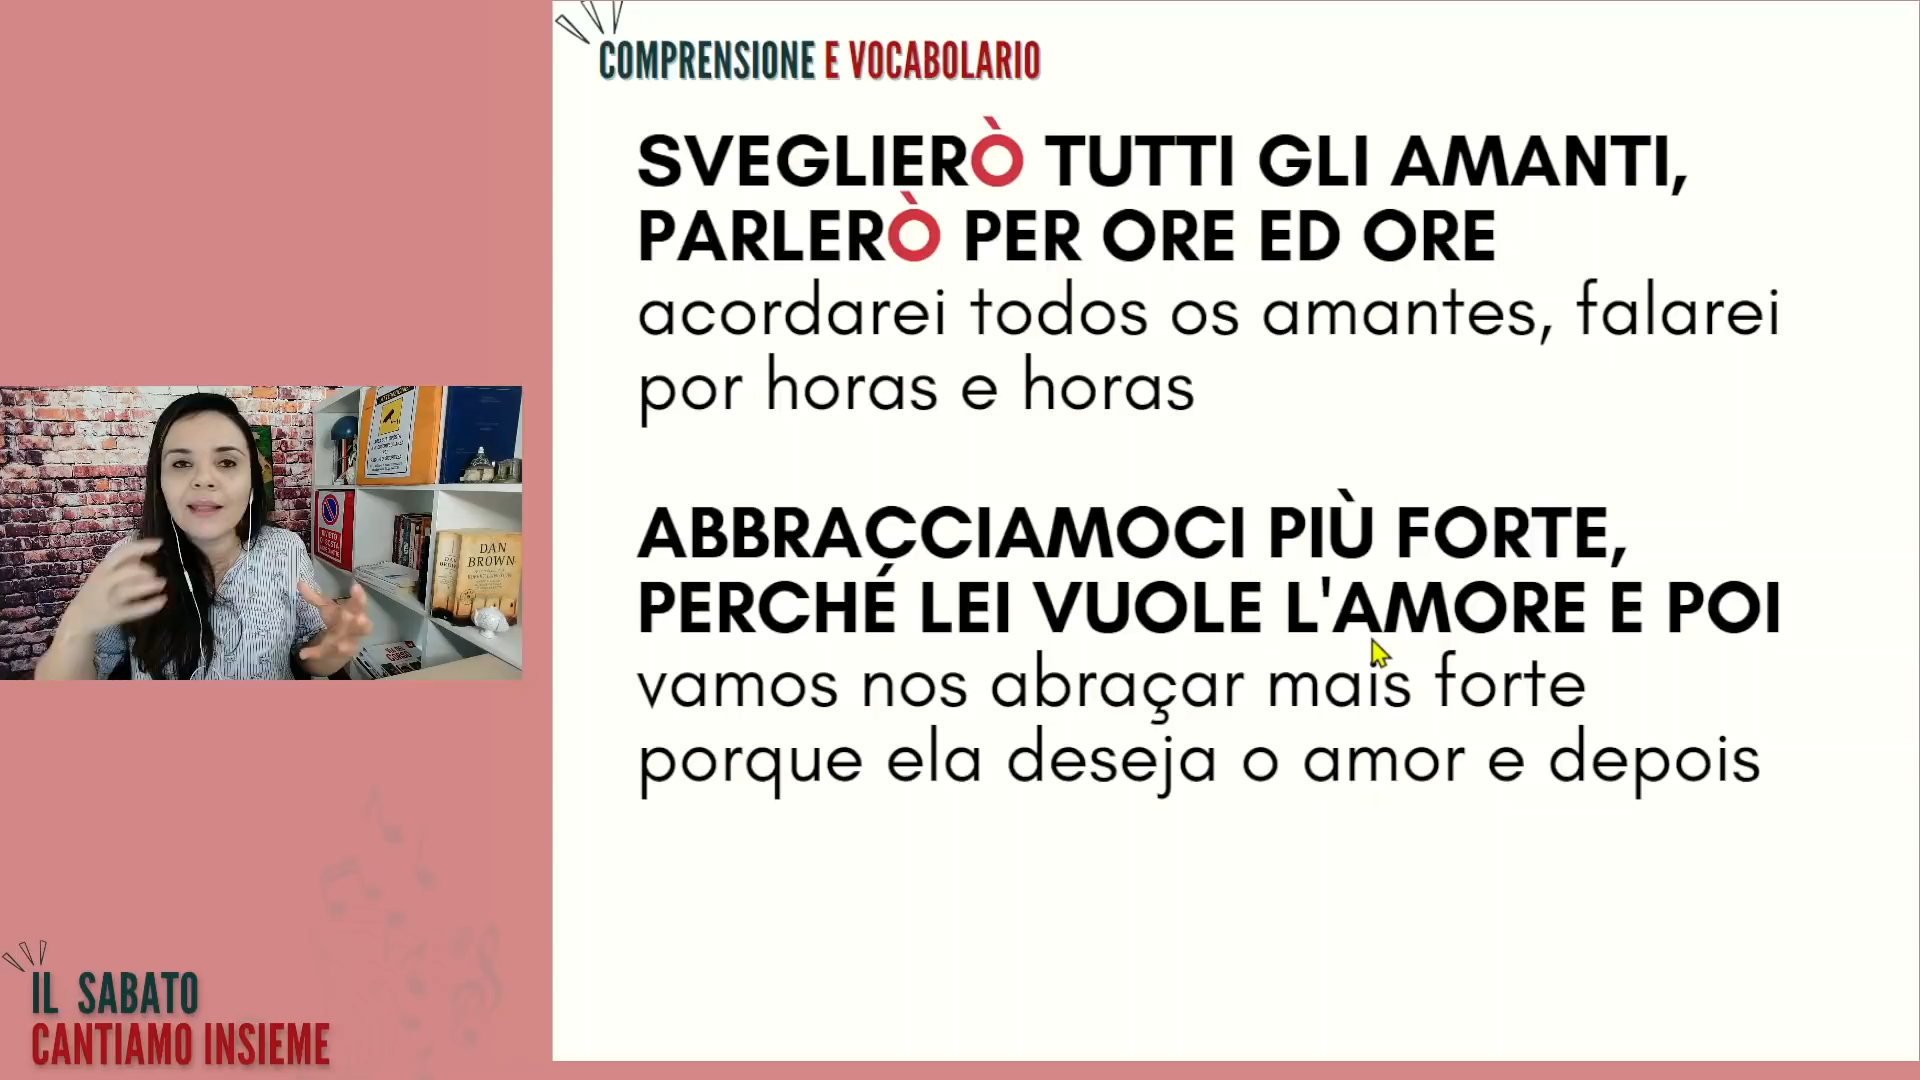 COMPRENSIONE E VOCABOLARIO
SVEGLIERÒ TUTTI GLI AMANTI,
PARLERÒ PER ORE ED ORE
acordarei todos os amantes, falarei
por horas e horas
ABBRACCIAMOCI PIÙ FORTE,
PERCHÉ LEI VUOLE L'AMORE E POI
vamos nos abraçar mais forte
porque ela deseja o amor e depois
DAN
BROWN
IL SABATO
CANTIAMO INSIEME